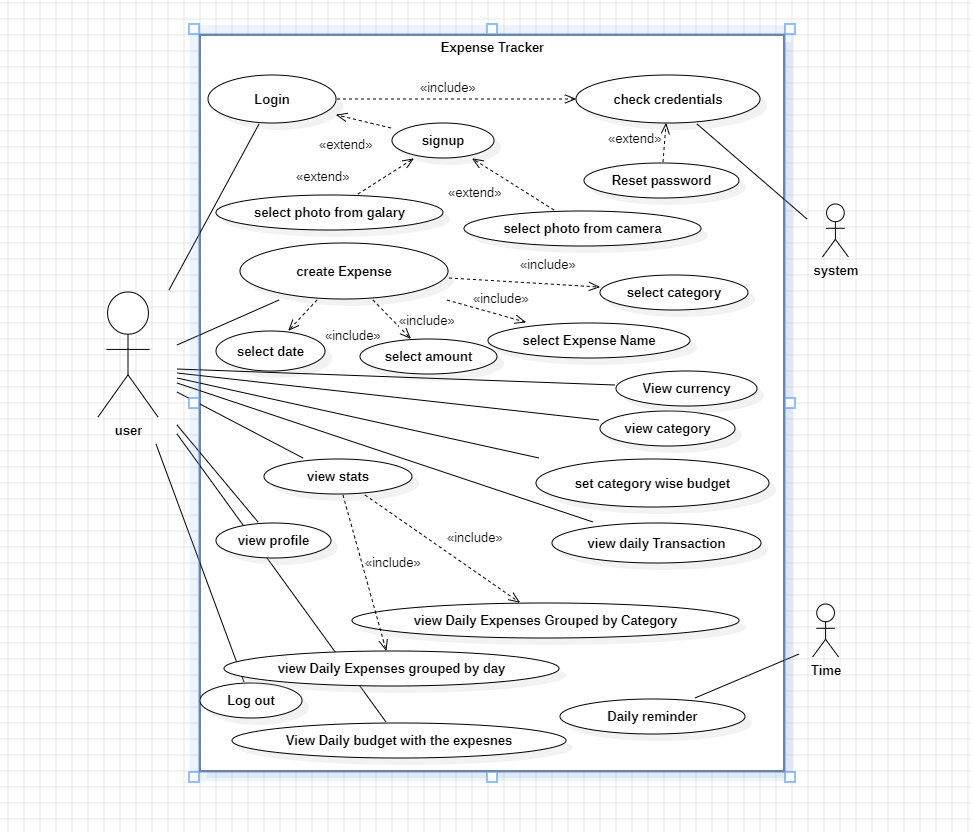 Expense Tracker
Login
«include»
check credentials
signup
«extend»
«extend»
Reset password
«extend»
select photo from galary
«extend»
select photo from camera
system
create Expense
«include»
select category
«include»
select Expense Name
«include»
«include»
select date
select amount
View currency
view category
user
view stats
set category wise budget
view profile
view daily Transaction
«include»
«include»
view Daily Expenses Grouped by Category
view Daily Expenses grouped by day
Time
Log out
Daily reminder
View Daily budget with the expesnes